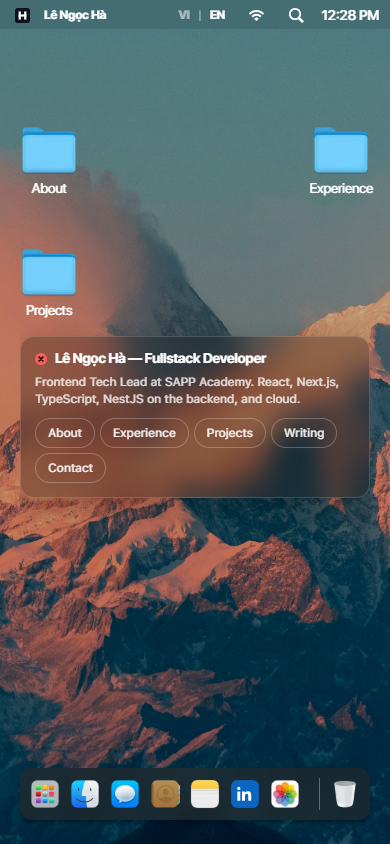 H Lê Ngọc Hà VI | EN 12:28 PM
About
Experience
Projects
Lê Ngọc Hà — Fullstack Developer
Frontend Tech Lead at SAPP Academy. React, Next.js,
TypeScript, NestJS on the backend, and cloud.
About Experience Projects Writing
Contact
in